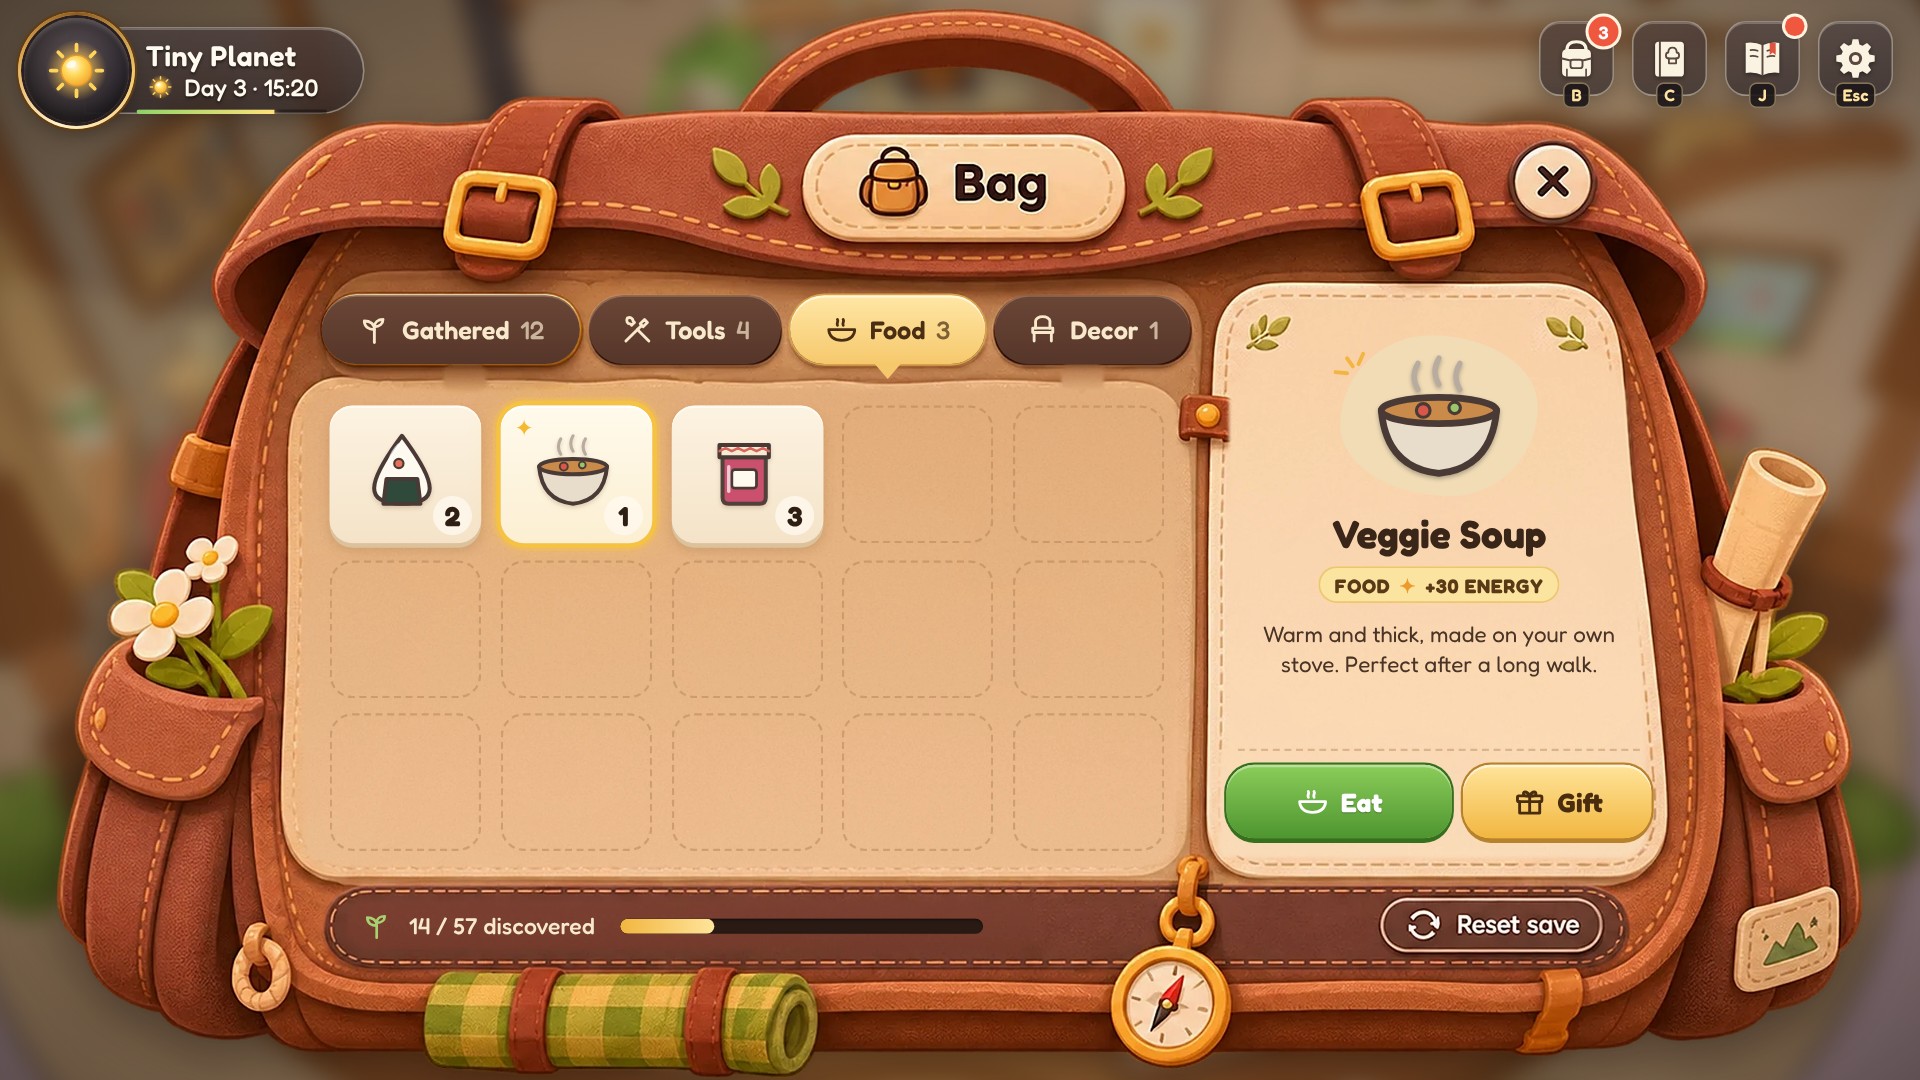 Tiny Planet
Day 3 · 15:20
3
B
C
J
Esc
Bag
Gathered 12
Tools 4
Food 3
Decor 1
2
1
3
Veggie Soup
FOOD ✦ +30 ENERGY
Warm and thick, made on your own
stove. Perfect after a long walk.
Eat
Gift
14 / 57 discovered
Reset save